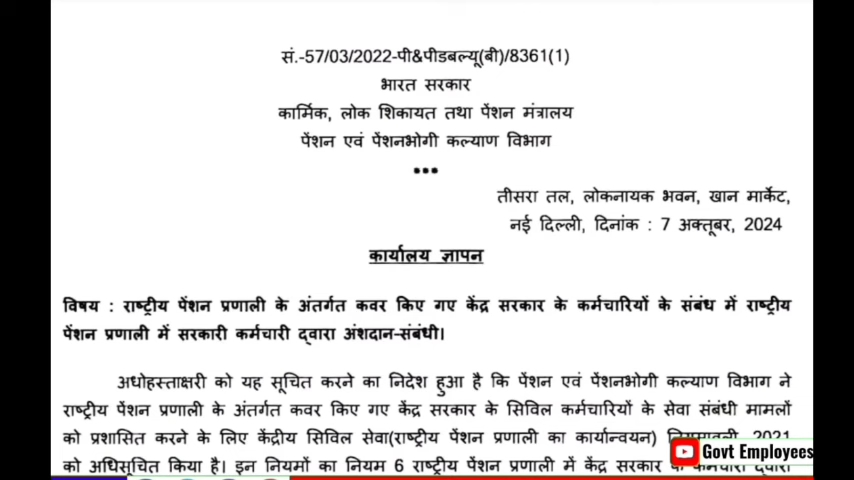 सं.-57/03/2022-पी&पीडबल्यू(बी)/8361(1)
भारत सरकार
कार्मिक, लोक शिकायत तथा पेंशन मंत्रालय
पेंशन एवं पेंशनभोगी कल्याण विभाग
तीसरा तल, लोकनायक भवन, खान मार्केट,
नई दिल्ली, दिनांक : 7 अक्तूबर, 2024
कार्यालय ज्ञापन
विषय : राष्ट्रीय पेंशन प्रणाली के अंतर्गत कवर किए गए केंद्र सरकार के कर्मचारियों के संबंध में राष्ट्रीय
पेंशन प्रणाली में सरकारी कर्मचारी द्वारा अंशदान-संबंधी।
अधोहस्ताक्षरी को यह सूचित करने का निदेश हुआ है कि पेंशन एवं पेंशनभोगी कल्याण विभाग ने
राष्ट्रीय पेंशन प्रणाली के अंतर्गत कवर किए गए केंद्र सरकार के सिविल कर्मचारियों के सेवा संबंधी मामलों
को प्रशासित करने के लिए केंद्रीय सिविल सेवा(राष्ट्रीय पेंशन प्रणाली का कार्यान्वयन) 2021
को अधिसूचित किया है। इन नियमों का नियम 6 राष्ट्रीय पेंशन प्रणाली में केंद्र सरकार के कर्मचारी द्वारा
Govt Employees